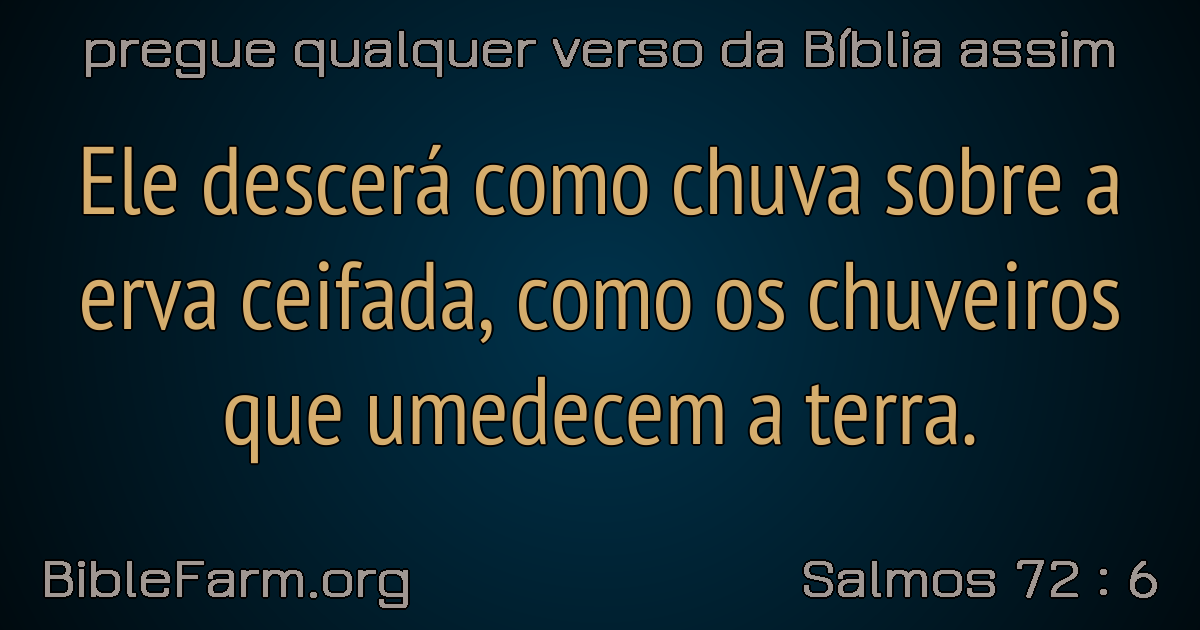 pregue qualquer verso da Bíblia assim
Ele descerá como chuva sobre a
erva ceifada, como os chuveiros
que umedecem a terra.
BibleFarm.org
Salmos 72 : 6